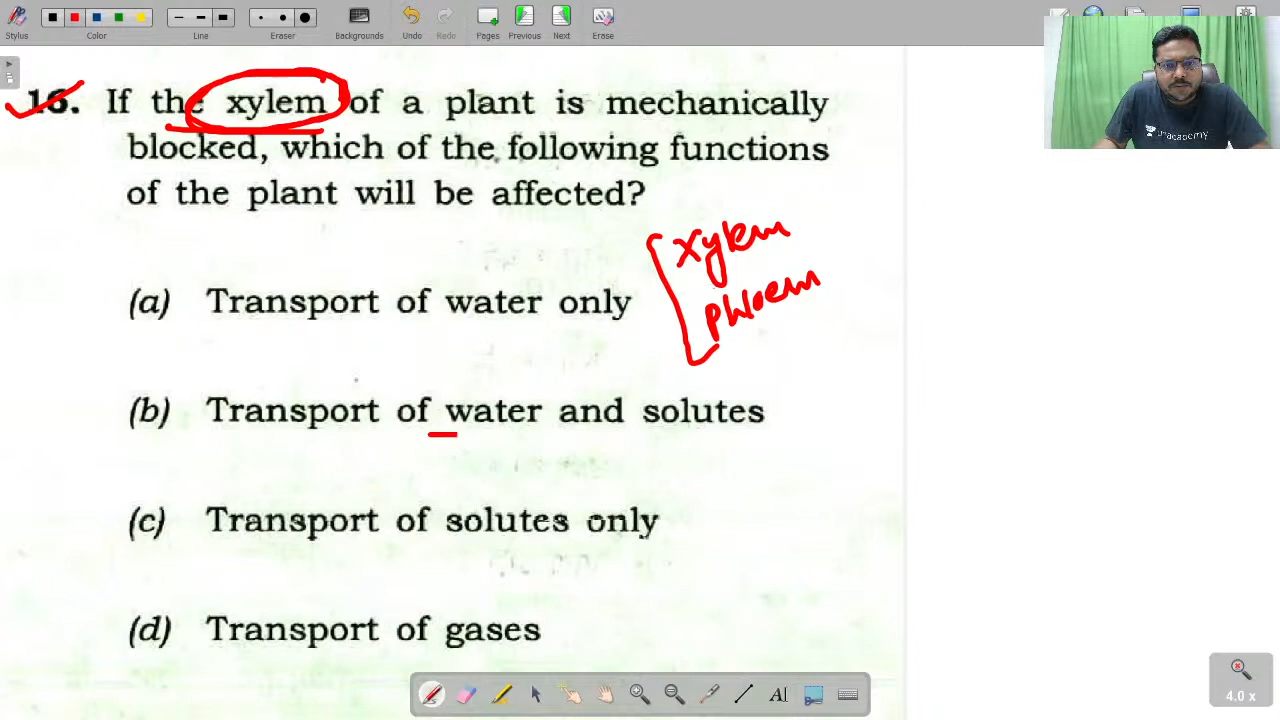 Stylus
Color
Line
Eraser
Backgrounds
Undo
Redo
Pages
Previous
Next
Erase
16. If the xylem of a plant is mechanically
blocked, which of the following functions
of the plant will be affected?
xylem
phloem
(a) Transport of water only
(b) Transport of water and solutes
(c) Transport of solutes only
(d) Transport of gases
unacademy
AI
4.0 x